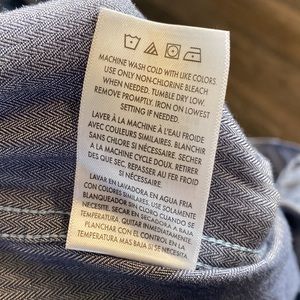 MACHINE WASH COLD WITH LIKE COLORS.
USE ONLY NON-CHLORINE BLEACH
WHEN NEEDED. TUMBLE DRY LOW.
REMOVE PROMPTLY. IRON ON LOWEST
SETTING IF NEEDED.
LAVER À LA MACHINE À L'EAU FROIDE
AVEC COULEURS SIMILAIRES. BLANCHIR
SANS CHLORE SI NÉCESSAIRE. SECHER
A LA MACHINE CYCLE DOUX. RETIRER
DES QUE SEC. REPASSER AU FER FROID
SI NÉCESSAIRE.
LAVAR EN LAVADORA EN AGUA FRIA
CON COLORES SIMILARES. USE SOLAMENTE
BLANQUEADOR SIN CLORO CUANDO SE
NECESITE. SECAR EN SECADORA A BAJA
TEMPERATURA. QUITAR INMEDIATAMENTE.
PLANCHAR CON EL CONTROL EN LA
TEMPERATURA MAS BAJA SI SE NECESITA